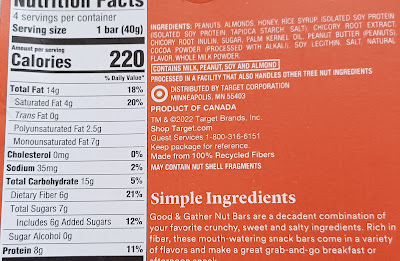 Nutrition Facts
4 servings per container
Serving size 1 bar (40g)
Amount per serving
Calories 220
% Daily Value*
Total Fat 14g 18%
Saturated Fat 4g 20%
Trans Fat 0g
Polyunsaturated Fat 2.5g
Monounsaturated Fat 7g
Cholesterol 0mg 0%
Sodium 35mg 2%
Total Carbohydrate 15g 5%
Dietary Fiber 6g 21%
Total Sugars 7g
Includes 6g Added Sugars 12%
Sugar Alcohol 0g
Protein 8g 11%
INGREDIENTS: PEANUTS, ALMONDS, HONEY, RICE SYRUP, ISOLATED SOY PROTEIN
(ISOLATED SOY PROTEIN, TAPIOCA STARCH, SALT), CHICORY ROOT EXTRACT,
CHICORY ROOT INULIN, SUGAR, PALM KERNEL OIL, PEANUT BUTTER (PEANUTS),
COCOA POWDER (PROCESSED WITH ALKALI), SOY LECITHIN, SALT, NATURAL
FLAVOR, WHOLE MILK POWDER.
CONTAINS MILK, PEANUT, SOY AND ALMOND
PROCESSED IN A FACILITY THAT ALSO HANDLES OTHER TREE NUT INGREDIENTS
DISTRIBUTED BY TARGET CORPORATION
MINNEAPOLIS, MN 55403
PRODUCT OF CANADA
TM & ©2022 Target Brands, Inc.
Shop Target.com
Guest Services 1-800-316-6151
Keep package for reference.
Made from 100% Recycled Fibers
MAY CONTAIN NUT SHELL FRAGMENTS
Simple Ingredients
Good & Gather Nut Bars are a decadent combination of
your favorite crunchy, sweet and salty ingredients. Rich in
fiber, these mouth-watering snack bars come in a variety
of flavors and make a great grab-and-go breakfast or
afternoon snack.